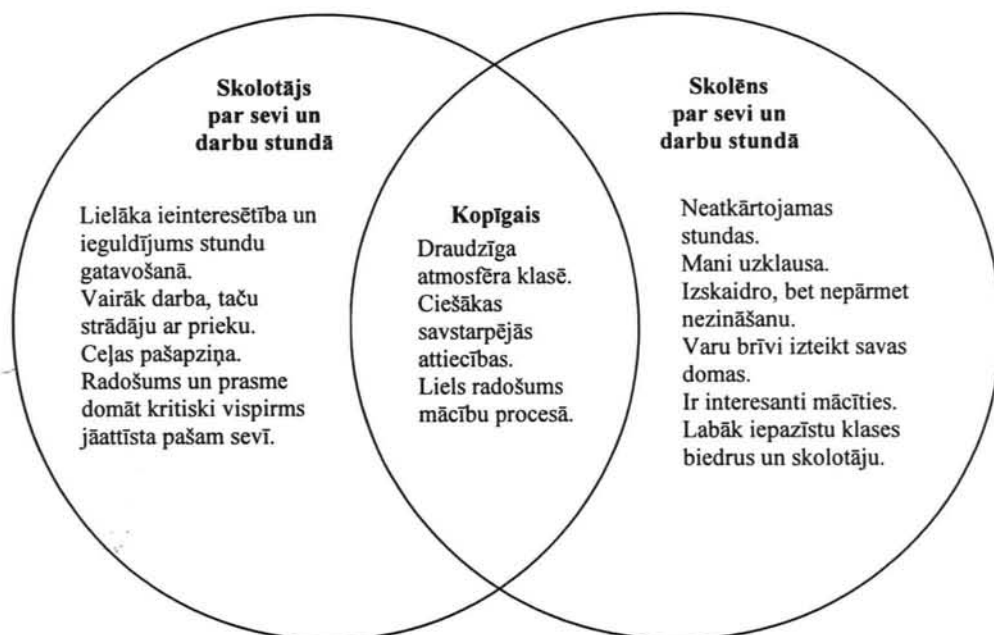 Skolotājs
par sevi un
darbu stundā
Lielāka ieinteresētība un
ieguldījums stundu
gatavošanā.
Vairāk darba, taču
strādāju ar prieku.
Ceļas pašapziņa.
Radošums un prasme
domāt kritiski vispirms
jāattīsta pašam sevī.
Kopīgais
Draudzīga
atmosfēra klasē.
Ciešākas
savstarpējās
attiecības.
Liels radošums
mācību procesā.
Skolēns
par sevi un
darbu stundā
Neatkārtojamas
stundas.
Mani uzklausa.
Izskaidro, bet nepārmet
nezināšanu.
Varu brīvi izteikt savas
domas.
Ir interesanti mācīties.
Labāk iepazīstu klases
biedrus un skolotāju.